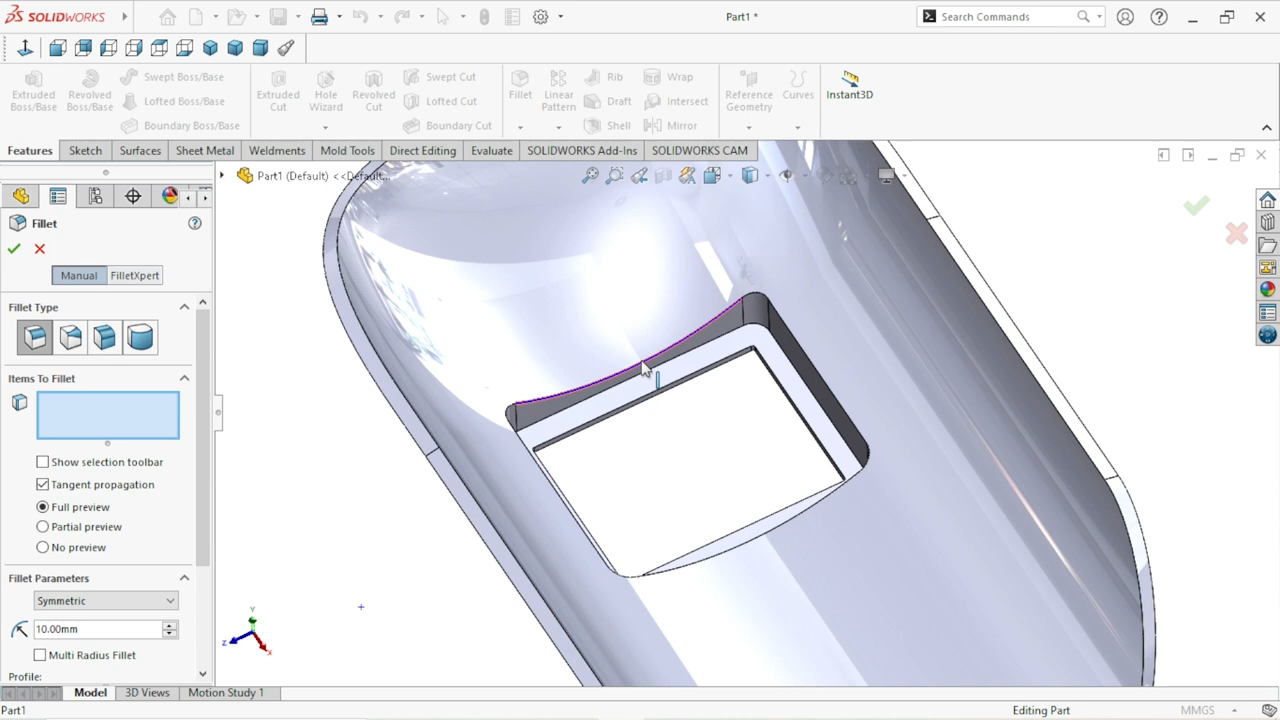 SOLIDWORKS
Part1 *
Search Commands
Extruded Boss/Base
Revolved Boss/Base
Swept Boss/Base
Lofted Boss/Base
Boundary Boss/Base
Extruded Cut
Hole Wizard
Revolved Cut
Swept Cut
Lofted Cut
Boundary Cut
Fillet
Linear Pattern
Rib
Draft
Shell
Wrap
Intersect
Mirror
Reference Geometry
Curves
Instant3D
Features
Sketch
Surfaces
Sheet Metal
Weldments
Mold Tools
Direct Editing
Evaluate
SOLIDWORKS Add-Ins
SOLIDWORKS CAM
Part1 (Default) <<Default...
Fillet
Manual
FilletXpert
Fillet Type
Items To Fillet
Show selection toolbar
Tangent propagation
Full preview
Partial preview
No preview
Fillet Parameters
Symmetric
10.00mm
Multi Radius Fillet
Profile:
Y
Z
X
Model
3D Views
Motion Study 1
Part1
Editing Part
MMGS